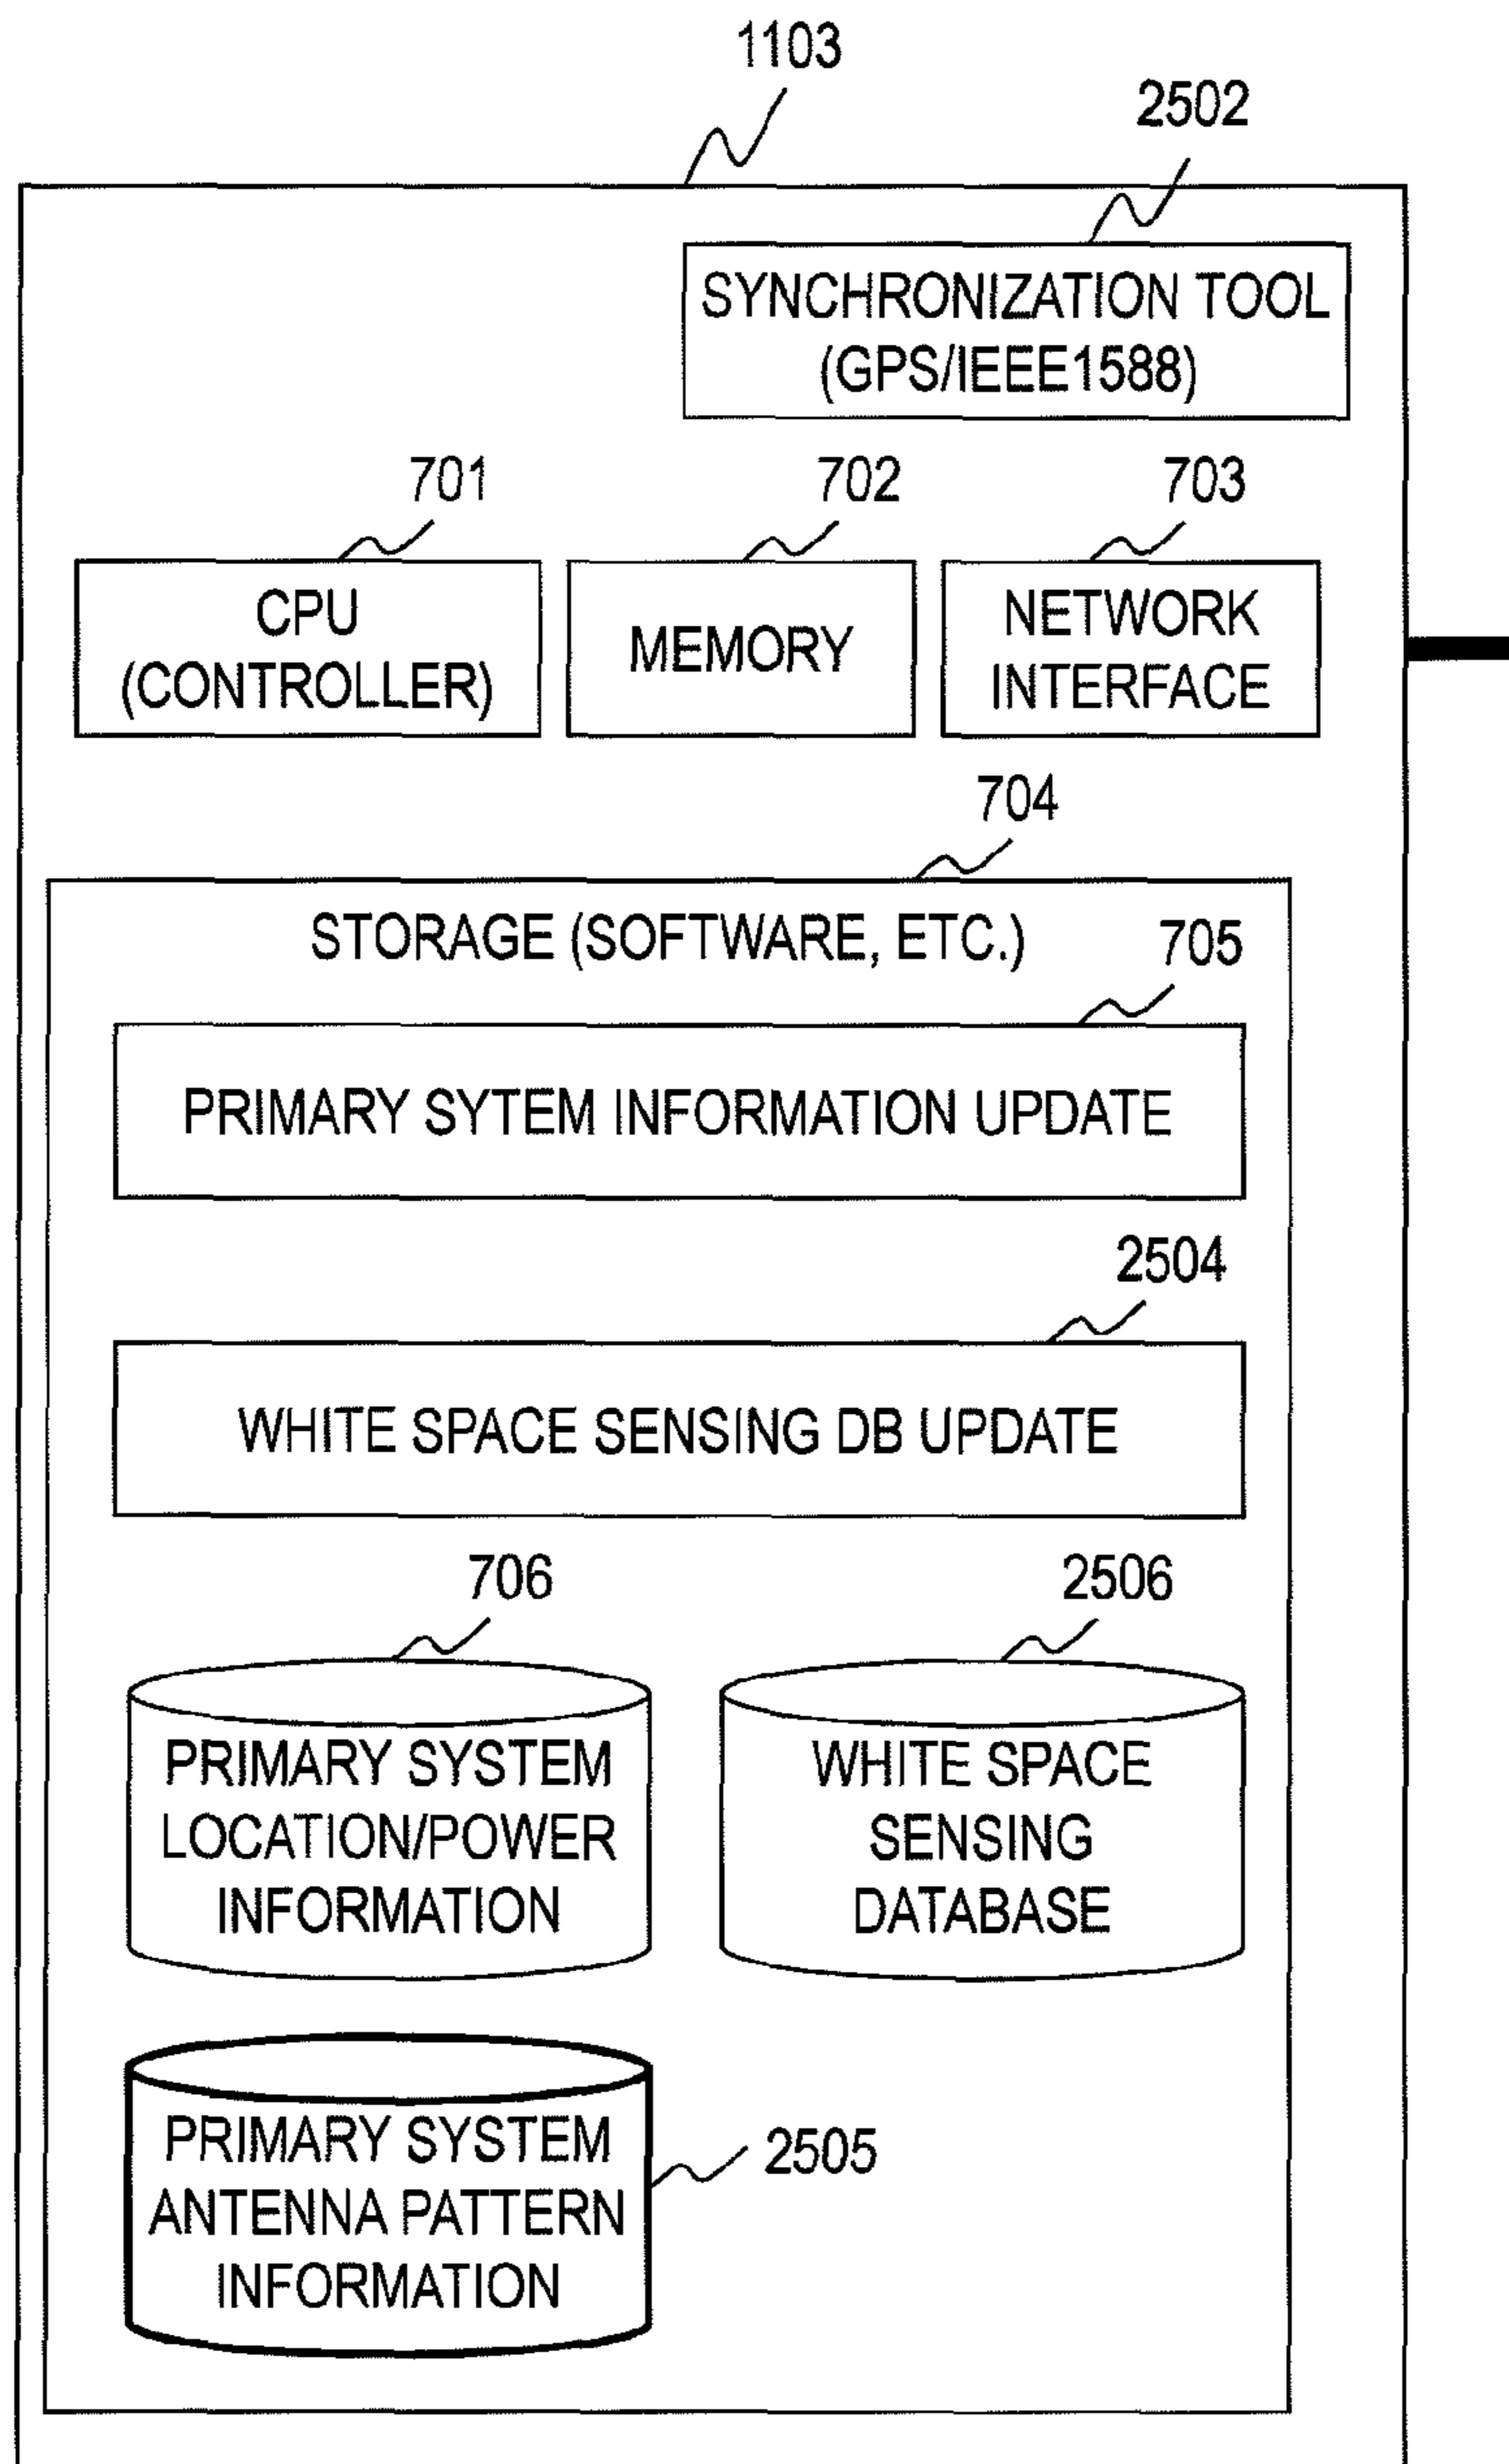 1103
2502
SYNCHRONIZATION TOOL
(GPS/IEEE1588)
701
702
703
CPU
(CONTROLLER)
MEMORY
NETWORK
INTERFACE
704
STORAGE (SOFTWARE, ETC.)
705
PRIMARY SYTEM INFORMATION UPDATE
2504
WHITE SPACE SENSING DB UPDATE
706
2506
PRIMARY SYSTEM
LOCATION/POWER
INFORMATION
WHITE SPACE
SENSING
DATABASE
PRIMARY SYSTEM
ANTENNA PATTERN
INFORMATION
2505